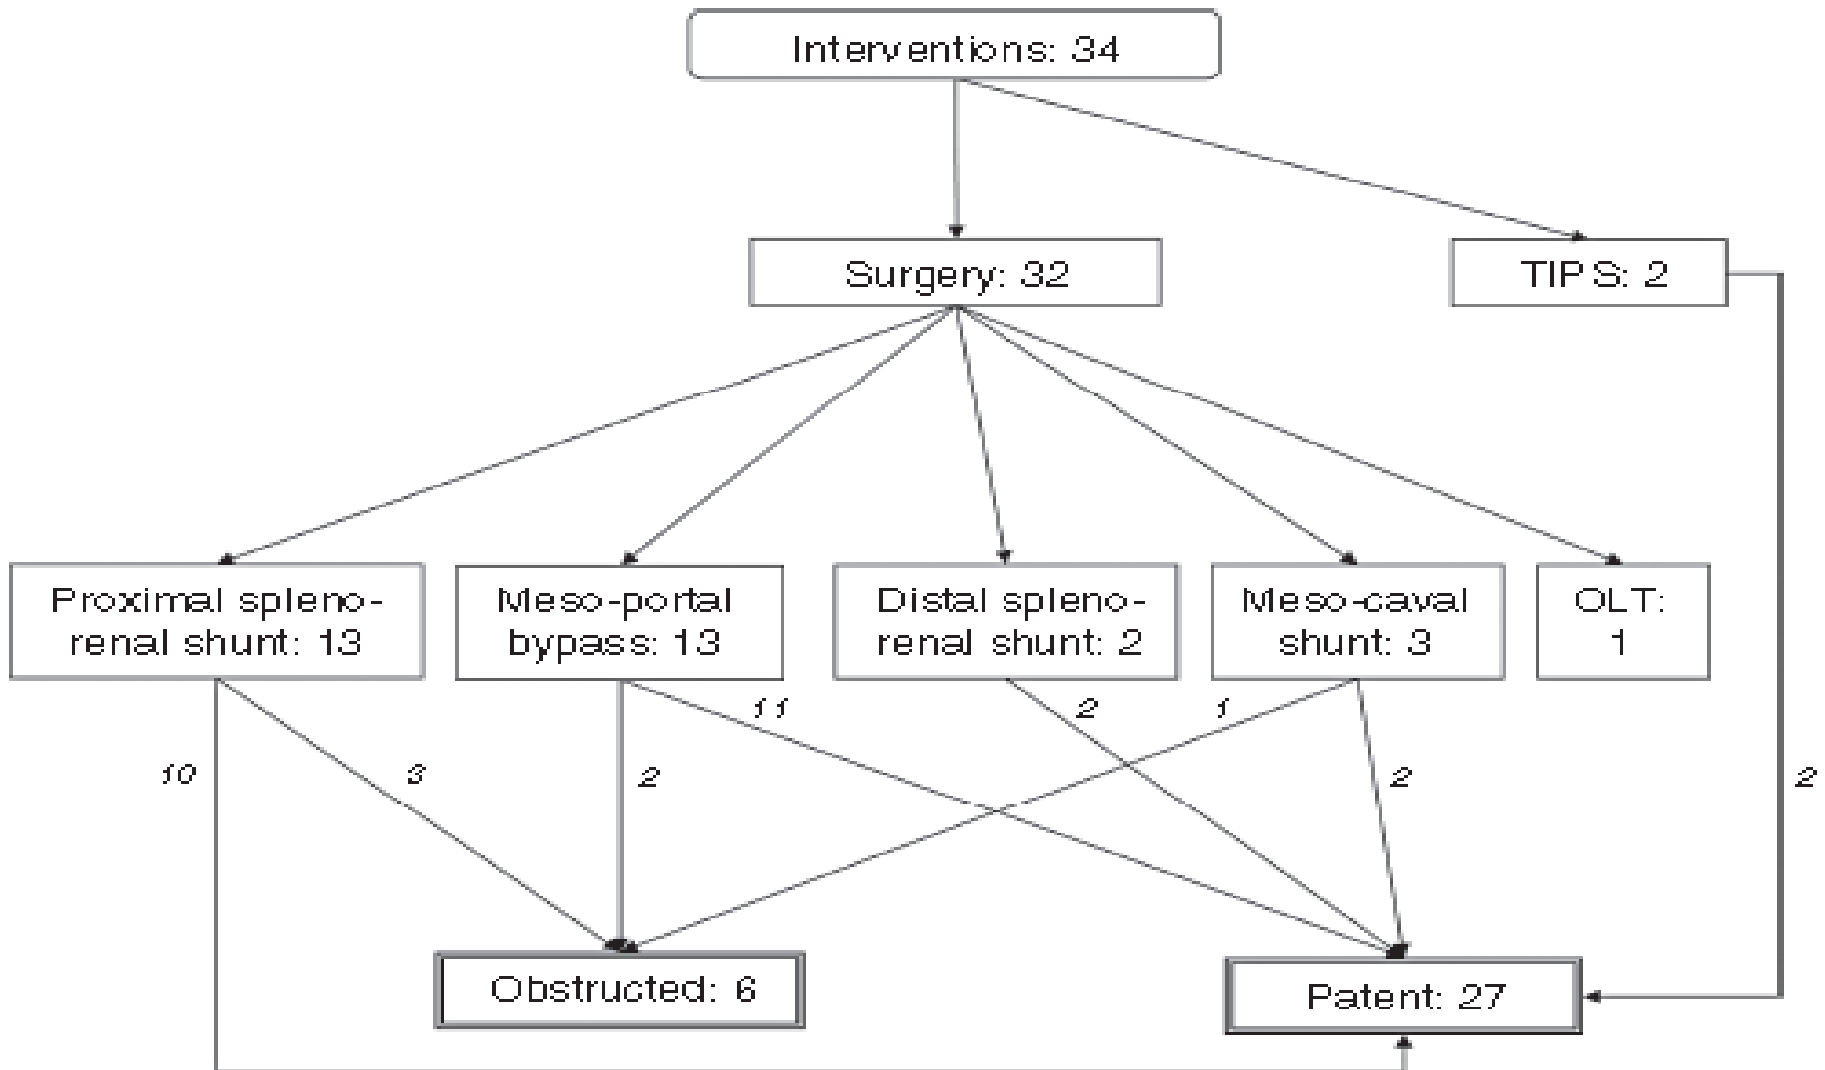 Interventions: 34
Surgery: 32
TIPS: 2
Proximal spleno-
renal shunt: 13
Meso-portal
bypass: 13
Distal spleno-
renal shunt: 2
Meso-caval
shunt: 3
OLT:
1
11
2
1
10
3
2
2
2
Obstructed: 6
Patent: 27